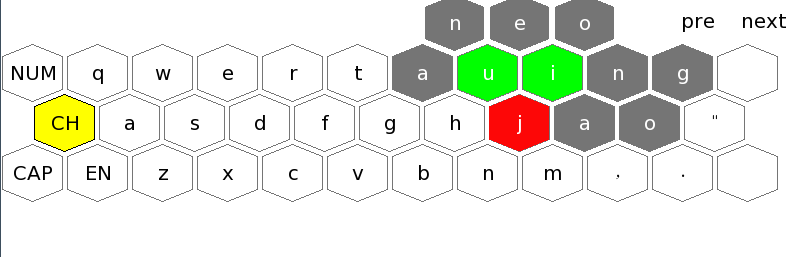 n e o pre next
NUM q w e r t a u i n g
CH a s d f g h j a o "
CAP EN z x c v b n m , .